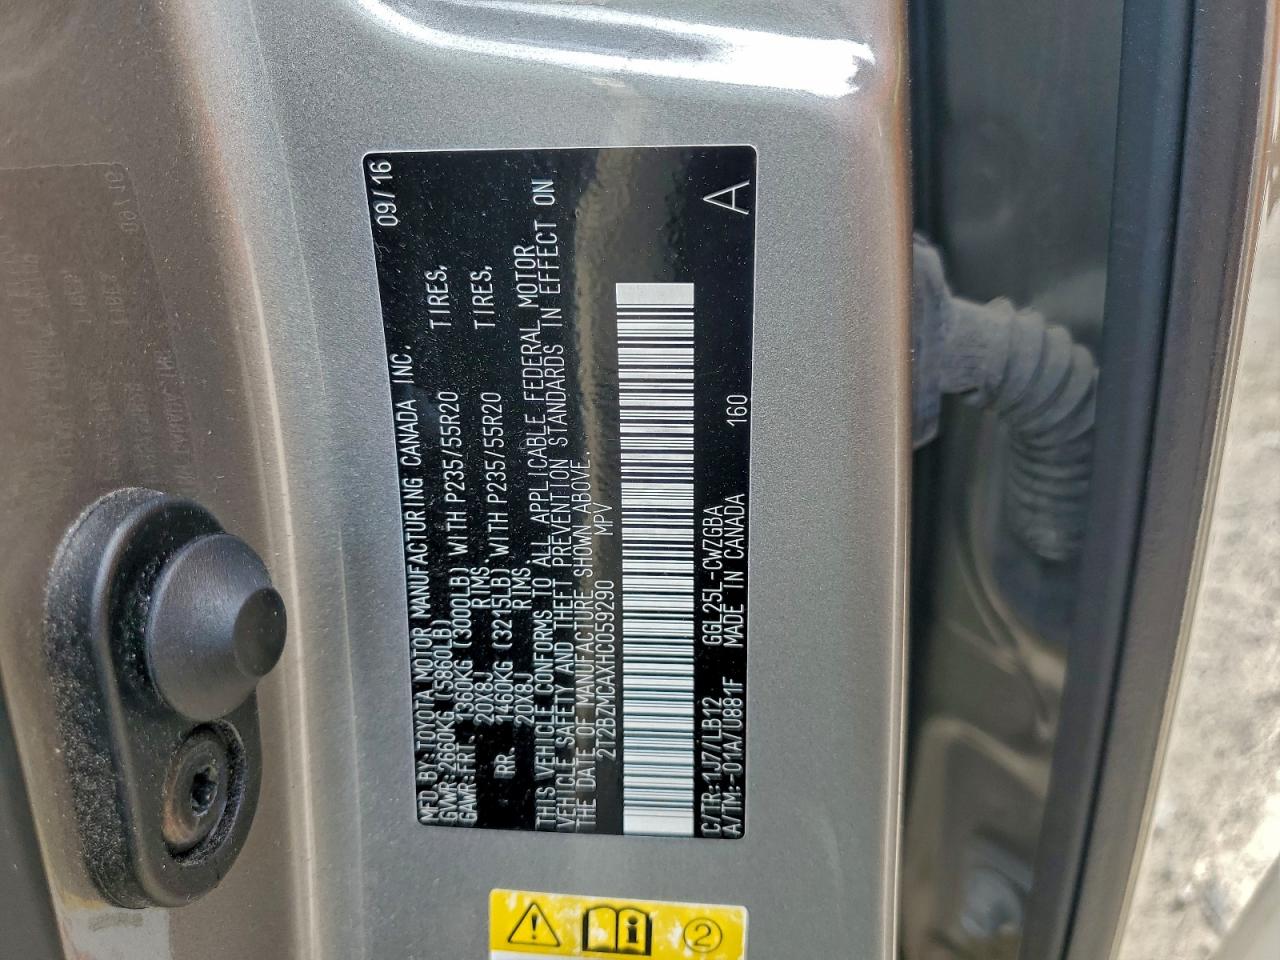 MFD.BY:TOYOTA MOTOR MANUFACTURING CANADA INC. 09/16
GVWR:2660KG (5860LB)
GAWR:FRT. 1360KG (3000LB) WITH P235/55R20 TIRES,
20X8J RIMS
RR. 1460KG (3215LB) WITH P235/55R20 TIRES,
20X8J RIMS,
THIS VEHICLE CONFORMS TO ALL APPLICABLE FEDERAL MOTOR
VEHICLE SAFETY AND THEFT PREVENTION STANDARDS IN EFFECT ON
THE DATE OF MANUFACTURE SHOWN ABOVE.
2T2BZMCAXHC059290 MPV
C/TR:1J7/LB12 GGL25L-CWZGBA 160
A/TM:-011A/U881F MADE IN CANADA
A
2